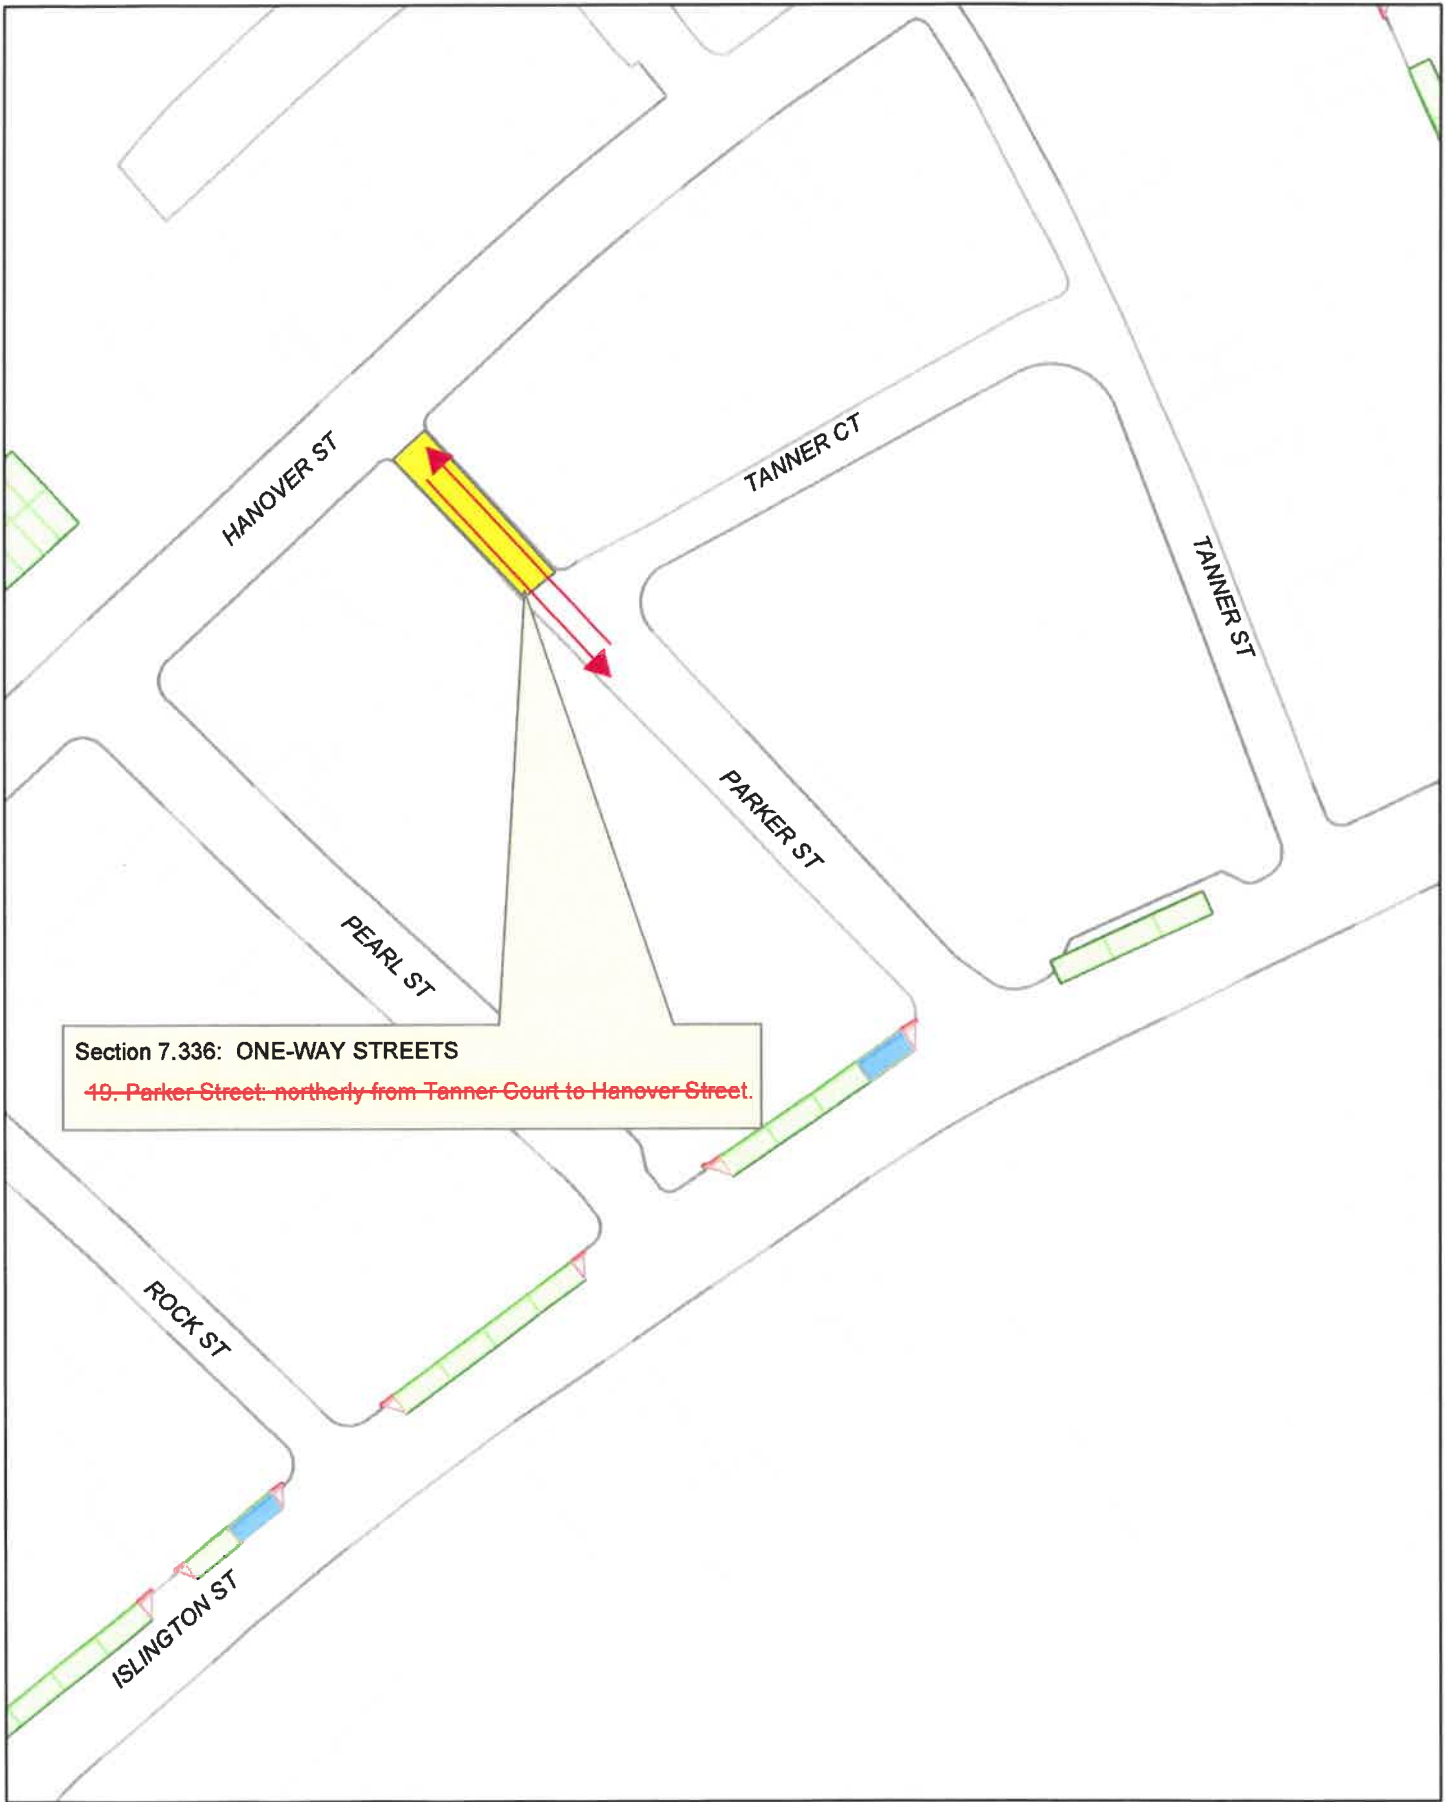 HANOVER ST
TANNER CT
TANNER ST
PARKER ST
PEARL ST
Section 7.336: ONE-WAY STREETS
19. Parker Street: northerly from Tanner Court to Hanover Street.
ROCK ST
ISLINGTON ST